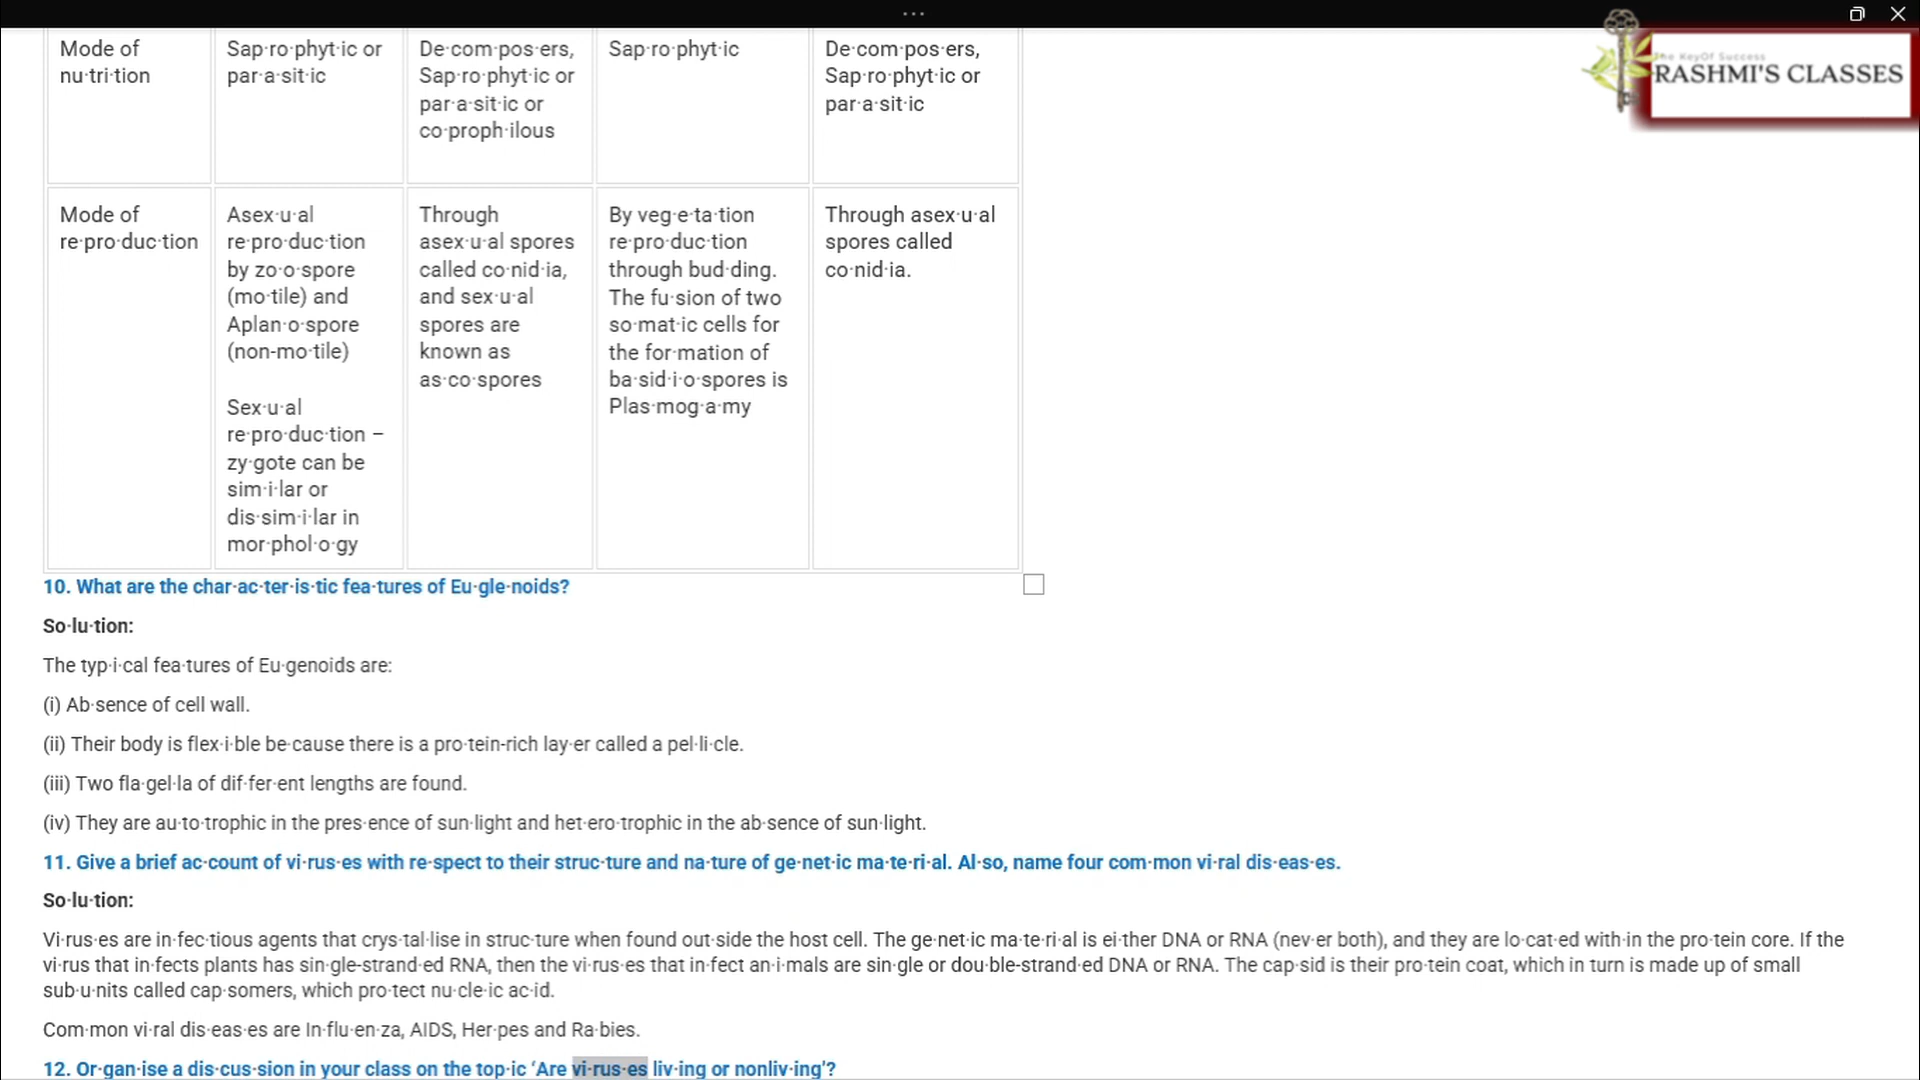 ...
The KeyOf Success
RASHMI'S CLASSES
Mode of
nu·tri·tion
Sap·ro·phyt·ic or
par·a·sit·ic
De·com·pos·ers,
Sap·ro·phyt·ic or
par·a·sit·ic or
co·proph·ilous
Sap·ro·phyt·ic
De·com·pos·ers,
Sap·ro·phyt·ic or
par·a·sit·ic
Mode of
re·pro·duc·tion
Asex·u·al
re·pro·duc·tion
by zo·o·spore
(mo·tile) and
Aplan·o·spore
(non-mo·tile)
Sex·u·al
re·pro·duc·tion –
zy·gote can be
sim·i·lar or
dis·sim·i·lar in
mor·phol·o·gy
Through
asex·u·al spores
called co·nid·ia,
and sex·u·al
spores are
known as
as·co·spores
By veg·e·ta·tion
re·pro·duc·tion
through bud·ding.
The fu·sion of two
so·mat·ic cells for
the for·mation of
ba·sid·i·o·spores is
Plas·mog·a·my
Through asex·u·al
spores called
co·nid·ia.
10. What are the char·ac·ter·is·tic fea·tures of Eu·gle·noids?
So·lu·tion:
The typ·i·cal fea·tures of Eu·genoids are:
(i) Ab·sence of cell wall.
(ii) Their body is flex·i·ble be·cause there is a pro·tein-rich lay·er called a pel·li·cle.
(iii) Two fla·gel·la of dif·fer·ent lengths are found.
(iv) They are au·to·trophic in the pres·ence of sun·light and het·ero·trophic in the ab·sence of sun·light.
11. Give a brief ac·count of vi·rus·es with re·spect to their struc·ture and na·ture of ge·net·ic ma·te·ri·al. Al·so, name four com·mon vi·ral dis·eas·es.
So·lu·tion:
Vi·rus·es are in·fec·tious agents that crys·tal·lise in struc·ture when found out·side the host cell. The ge·net·ic ma·te·ri·al is ei·ther DNA or RNA (nev·er both), and they are lo·cat·ed with·in the pro·tein core. If the
vi·rus that in·fects plants has sin·gle-strand·ed RNA, then the vi·rus·es that in·fect an·i·mals are sin·gle or dou·ble-strand·ed DNA or RNA. The cap·sid is their pro·tein coat, which in turn is made up of small
sub·u·nits called cap·somers, which pro·tect nu·cle·ic ac·id.
Com·mon vi·ral dis·eas·es are In·flu·en·za, AIDS, Her·pes and Ra·bies.
12. Or·gan·ise a dis·cus·sion in your class on the top·ic ‘Are vi·rus·es liv·ing or nonliv·ing’?